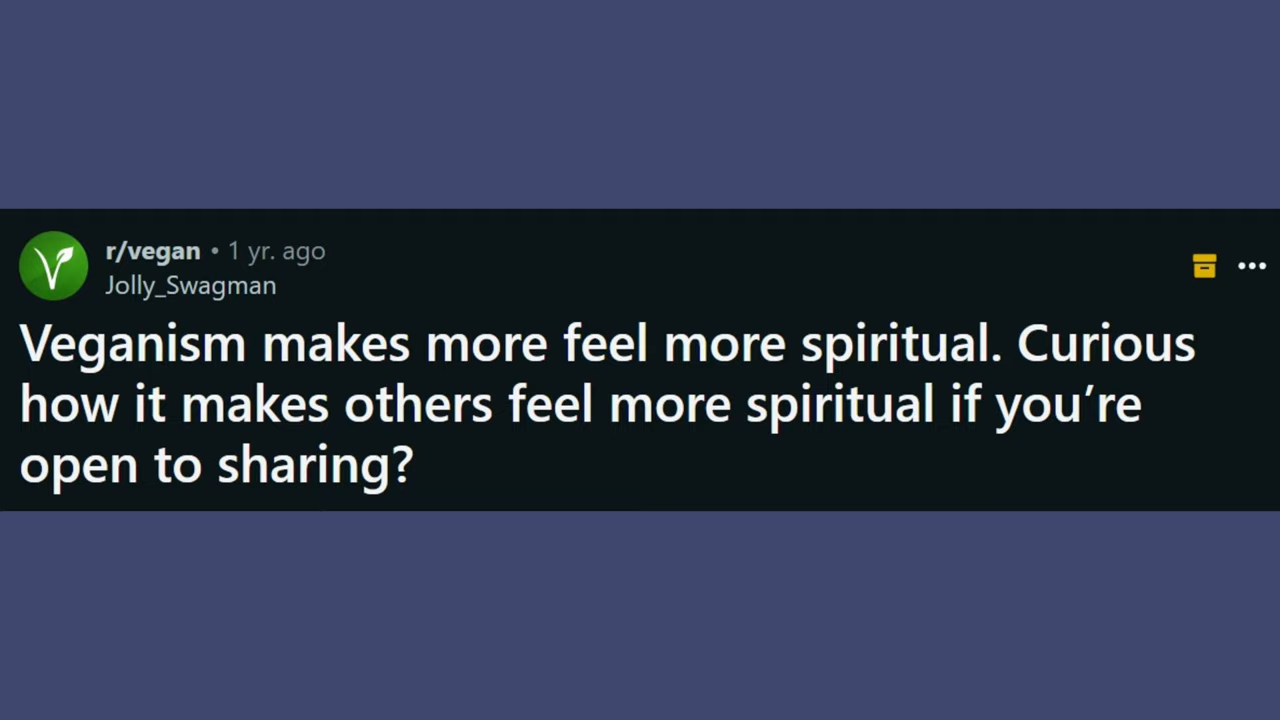 r/vegan • 1 yr. ago
Jolly_Swagman
Veganism makes more feel more spiritual. Curious
how it makes others feel more spiritual if you’re
open to sharing?